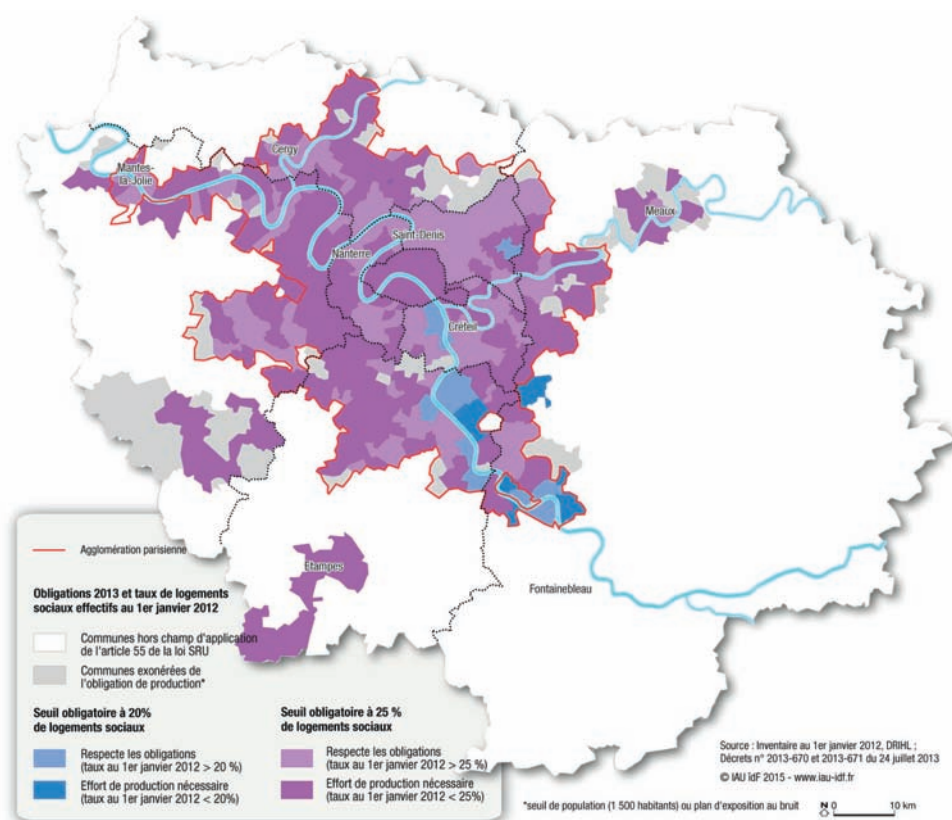 Cergy
Mantes-
la-Jolie
Meaux
Saint-Denis
Nanterre
Créteil
Etampes
Fontainebleau
Agglomération parisienne
Obligations 2013 et taux de logements
sociaux effectifs au 1er janvier 2012
Communes hors champ d'application
de l'article 55 de la loi SRU
Communes exonérées de
l'obligation de production*
Seuil obligatoire à 20%
de logements sociaux
Respecte les obligations
(taux au 1er janvier 2012 > 20 %)
Effort de production nécessaire
(taux au 1er janvier 2012 < 20%)
Seuil obligatoire à 25 %
de logements sociaux
Respecte les obligations
(taux au 1er janvier 2012 > 25 %)
Effort de production nécessaire
(taux au 1er janvier 2012 < 25%)
Source : Inventaire au 1er janvier 2012, DRIHL ;
Décrets n° 2013-670 et 2013-671 du 24 juillet 2013
© IAU îdF 2015 - www.iau-idf.fr
*seuil de population (1 500 habitants) ou plan d'exposition au bruit
N 0 10 km